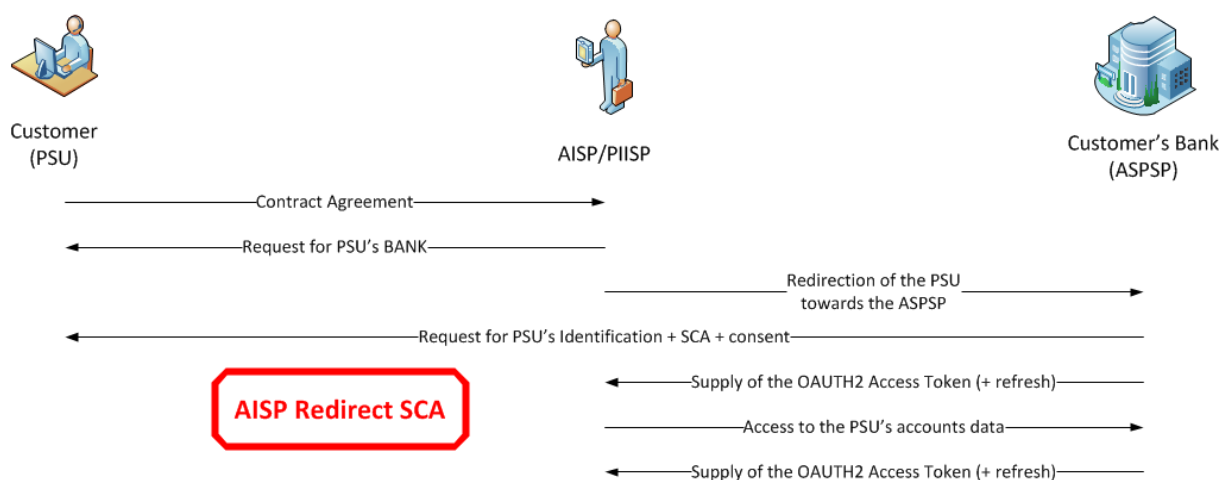 Customer
(PSU)
AISP/PIISP
Customer's Bank
(ASPSP)
Contract Agreement
Request for PSU's BANK
Redirection of the PSU
towards the ASPSP
Request for PSU's Identification + SCA + consent
AISP Redirect SCA
Supply of the OAUTH2 Access Token (+ refresh)
Access to the PSU's accounts data
Supply of the OAUTH2 Access Token (+ refresh)